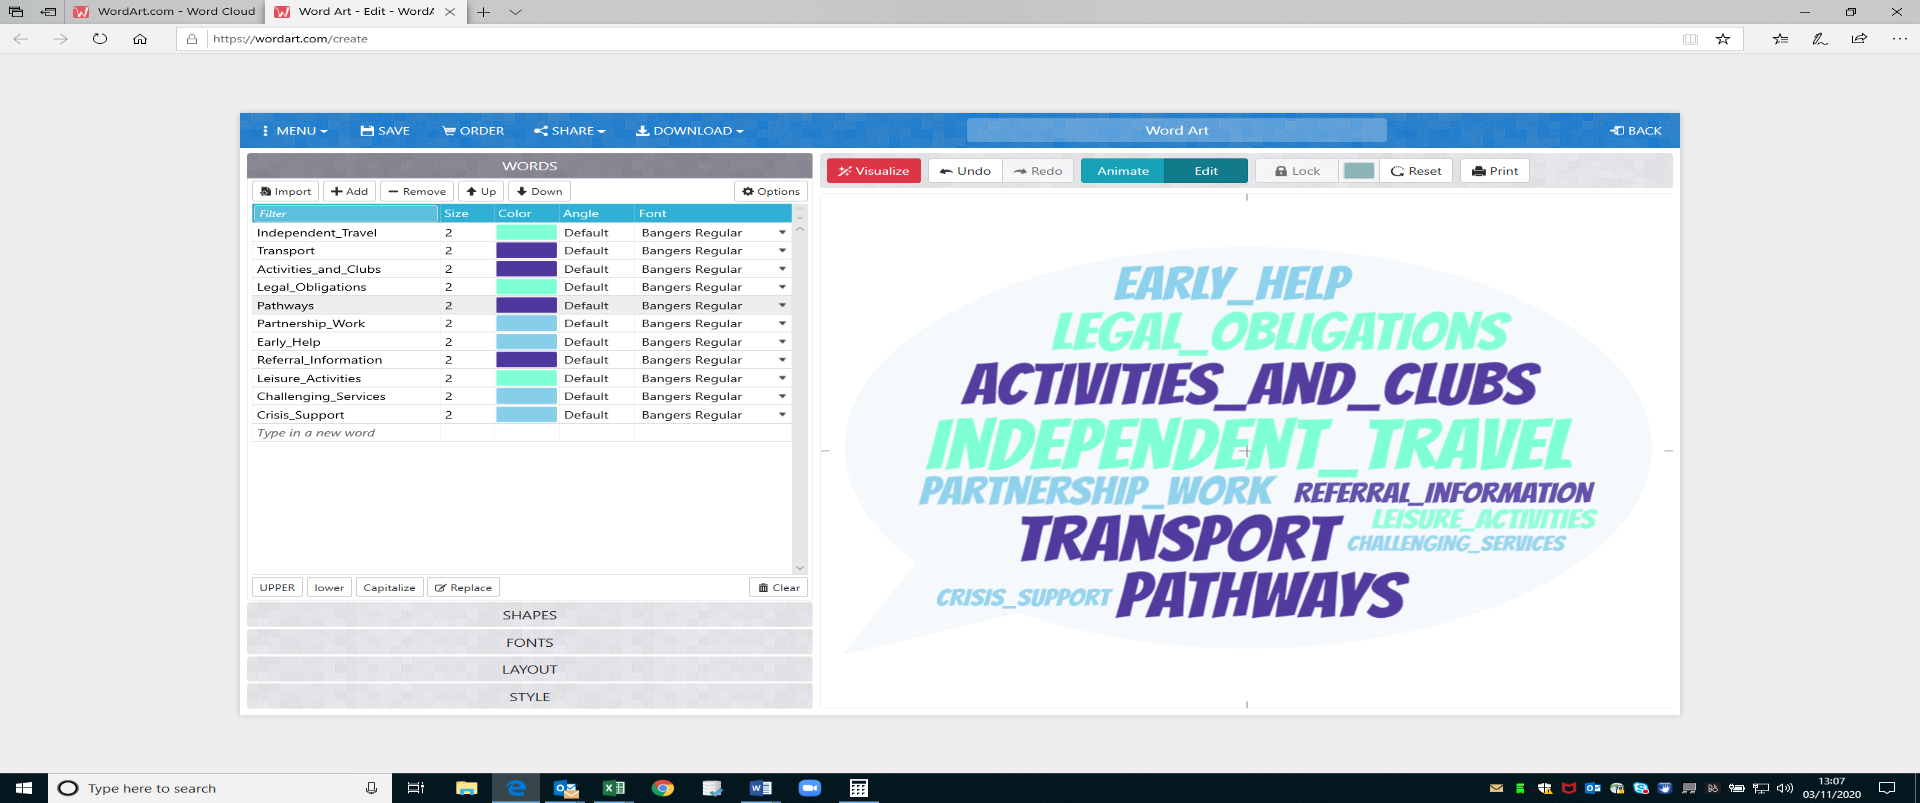 WordArt.com - Word Cloud
Word Art - Edit - WordA
https://wordart.com/create
MENU
SAVE
ORDER
SHARE
DOWNLOAD
Word Art
BACK
WORDS
Import
Add
Remove
Up
Down
Options
Filter Size Color Angle Font
Independent_Travel 2 Default Bangers Regular
Transport 2 Default Bangers Regular
Activities_and_Clubs 2 Default Bangers Regular
Legal_Obligations 2 Default Bangers Regular
Pathways 2 Default Bangers Regular
Partnership_Work 2 Default Bangers Regular
Early_Help 2 Default Bangers Regular
Referral_Information 2 Default Bangers Regular
Leisure_Activities 2 Default Bangers Regular
Challenging_Services 2 Default Bangers Regular
Crisis_Support 2 Default Bangers Regular
Type in a new word
UPPER
lower
Capitalize
Replace
Clear
SHAPES
FONTS
LAYOUT
STYLE
Visualize
Undo
Redo
Animate
Edit
Lock
Reset
Print
EARLY_HELP
LEGAL_OBLIGATIONS
ACTIVITIES_AND_CLUBS
INDEPENDENT_TRAVEL
PARTNERSHIP_WORK
REFERRAL_INFORMATION
LEISURE_ACTIVITIES
TRANSPORT
CHALLENGING_SERVICES
CRISIS_SUPPORT
PATHWAYS
Type here to search
13:07
03/11/2020